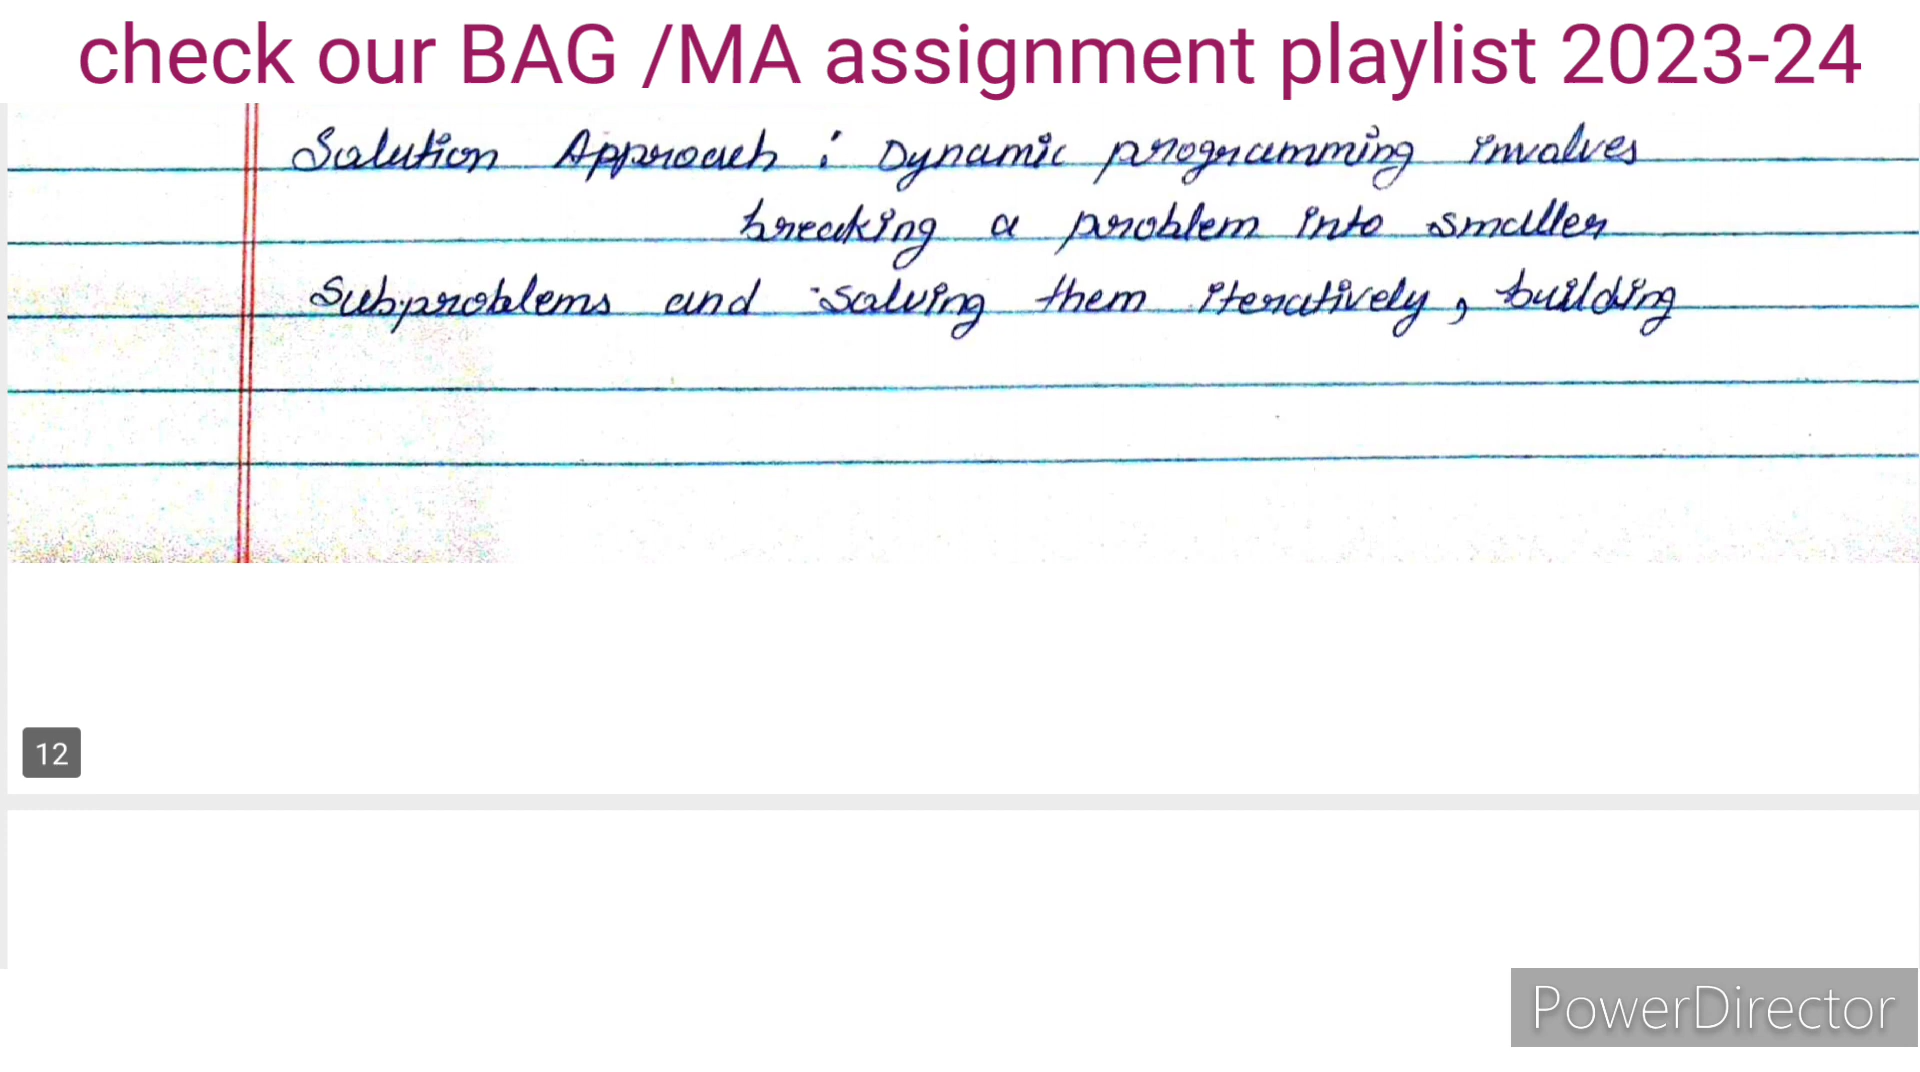 check our BAG /MA assignment playlist 2023-24
Solution Approach : Dynamic programming involves
breaking a problem into smaller
Subproblems and solving them iteratively, building
12
PowerDirector